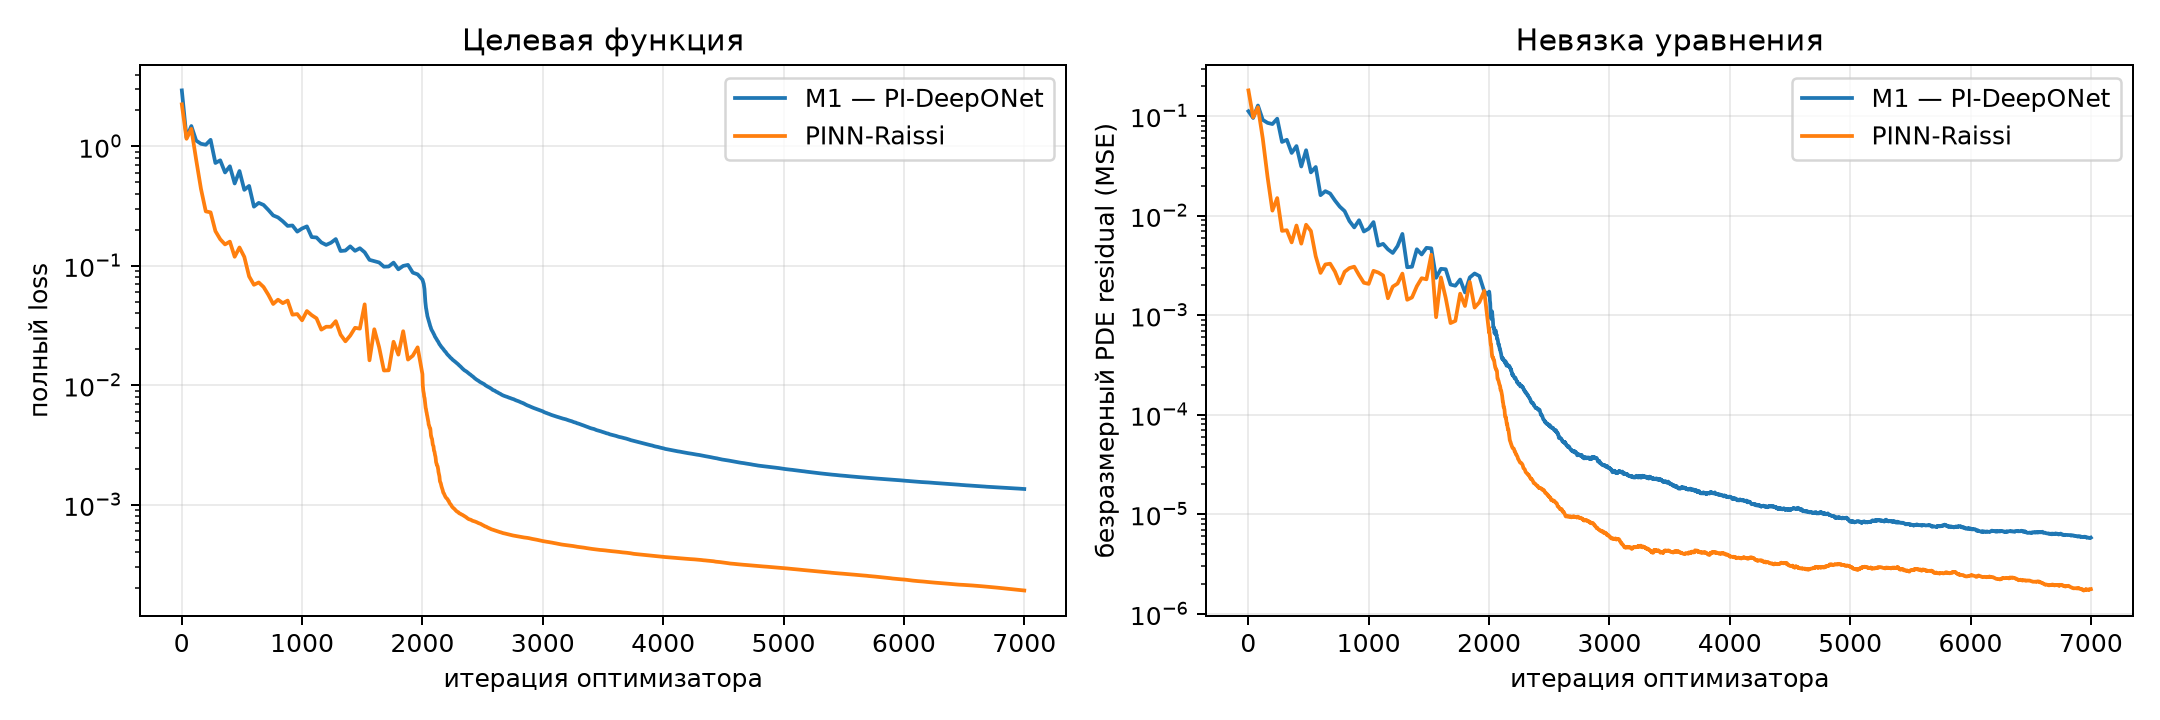 Целевая функция
полный loss
10⁰
10⁻¹
10⁻²
10⁻³
0 1000 2000 3000 4000 5000 6000 7000
итерация оптимизатора
M1 — PI-DeepONet
PINN-Raissi
Невязка уравнения
безразмерный PDE residual (MSE)
10⁻¹
10⁻²
10⁻³
10⁻⁴
10⁻⁵
10⁻⁶
0 1000 2000 3000 4000 5000 6000 7000
итерация оптимизатора
M1 — PI-DeepONet
PINN-Raissi